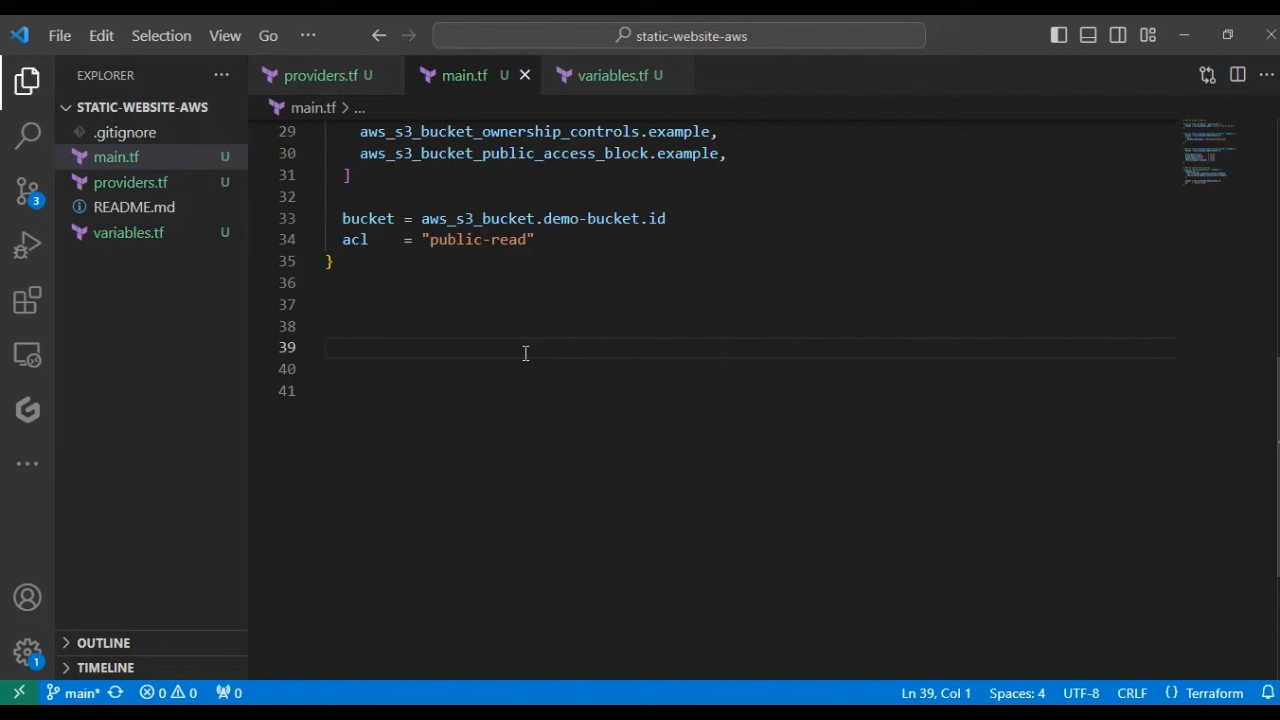 File Edit Selection View Go ... static-website-aws
EXPLORER ...
providers.tf U main.tf U variables.tf U
STATIC-WEBSITE-AWS
main.tf > ...
.gitignore
main.tf U
providers.tf U
README.md
variables.tf U
29 aws_s3_bucket_ownership_controls.example,
30 aws_s3_bucket_public_access_block.example,
31 ]
32
33 bucket = aws_s3_bucket.demo-bucket.id
34 acl    = "public-read"
35 }
36
37
38
39
40
41
3
1
OUTLINE
TIMELINE
main* 0 0 0 Ln 39, Col 1 Spaces: 4 UTF-8 CRLF {} Terraform